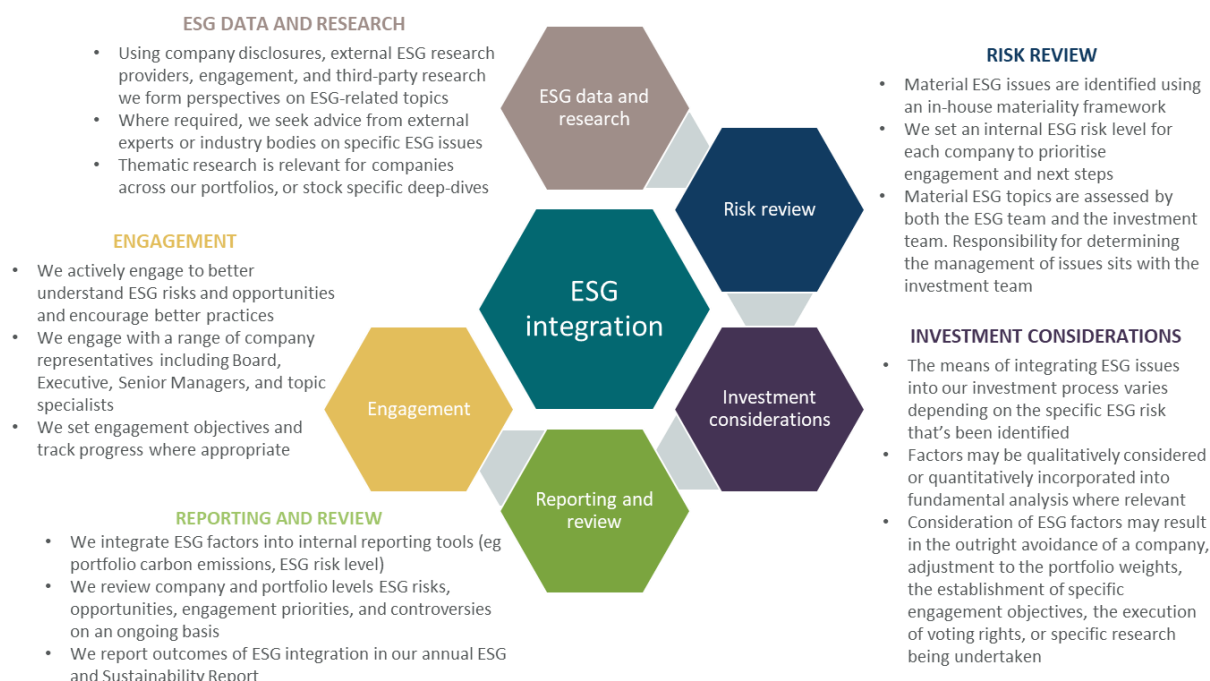 ESG DATA AND RESEARCH
• Using company disclosures, external ESG research
providers, engagement, and third-party research
we form perspectives on ESG-related topics
• Where required, we seek advice from external
experts or industry bodies on specific ESG issues
• Thematic research is relevant for companies
across our portfolios, or stock specific deep-dives
ENGAGEMENT
• We actively engage to better
understand ESG risks and opportunities
and encourage better practices
• We engage with a range of company
representatives including Board,
Executive, Senior Managers, and topic
specialists
• We set engagement objectives and
track progress where appropriate
REPORTING AND REVIEW
• We integrate ESG factors into internal reporting tools (eg
portfolio carbon emissions, ESG risk level)
• We review company and portfolio levels ESG risks,
opportunities, engagement priorities, and controversies
on an ongoing basis
• We report outcomes of ESG integration in our annual ESG
and Sustainability Report
ESG data and
research
Risk review
ESG
integration
Investment
considerations
Engagement
Reporting and
review
RISK REVIEW
• Material ESG issues are identified using
an in-house materiality framework
• We set an internal ESG risk level for
each company to prioritise
engagement and next steps
• Material ESG topics are assessed by
both the ESG team and the investment
team. Responsibility for determining
the management of issues sits with the
investment team
INVESTMENT CONSIDERATIONS
• The means of integrating ESG issues
into our investment process varies
depending on the specific ESG risk
that's been identified
• Factors may be qualitatively considered
or quantitatively incorporated into
fundamental analysis where relevant
• Consideration of ESG factors may result
in the outright avoidance of a company,
adjustment to the portfolio weights,
the establishment of specific
engagement objectives, the execution
of voting rights, or specific research
being undertaken